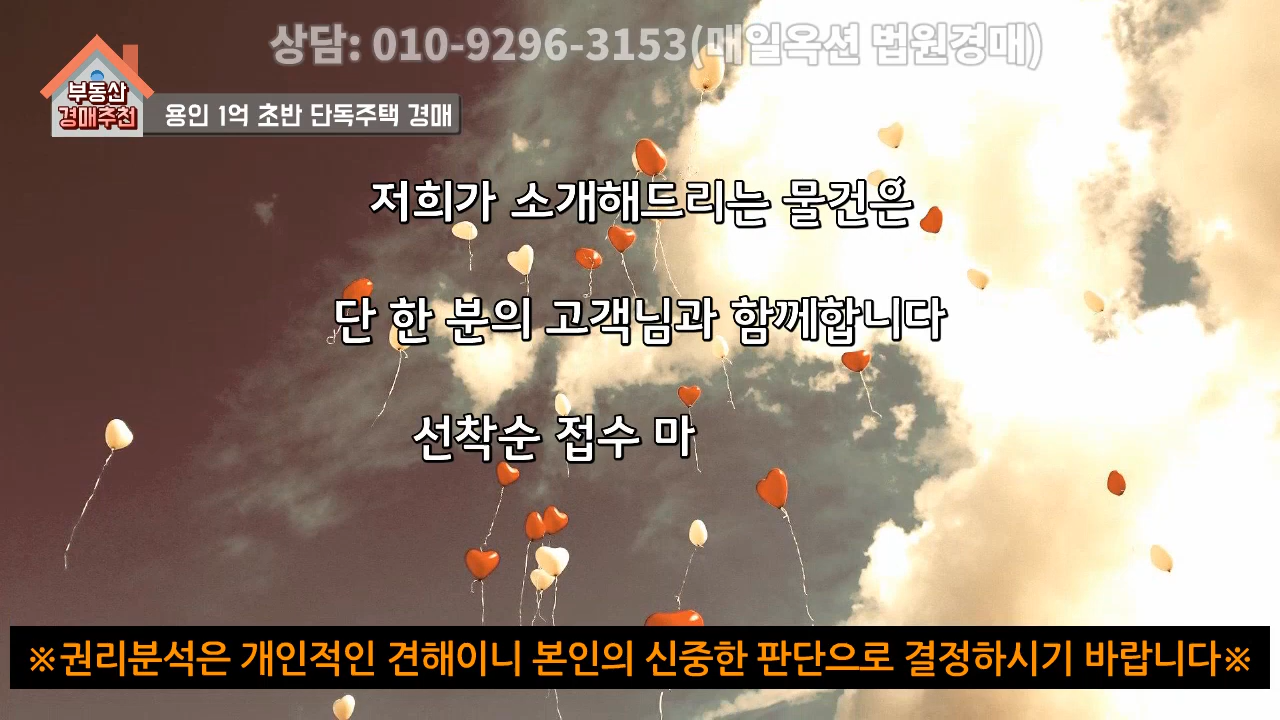 상담: 010-9296-3153(매일옥션 법원경매)
부동산
경매추천
용인 1억 초반 단독주택 경매
저희가 소개해드리는 물건은
단 한 분의 고객님과 함께합니다
선착순 접수 마
※권리분석은 개인적인 견해이니 본인의 신중한 판단으로 결정하시기 바랍니다※